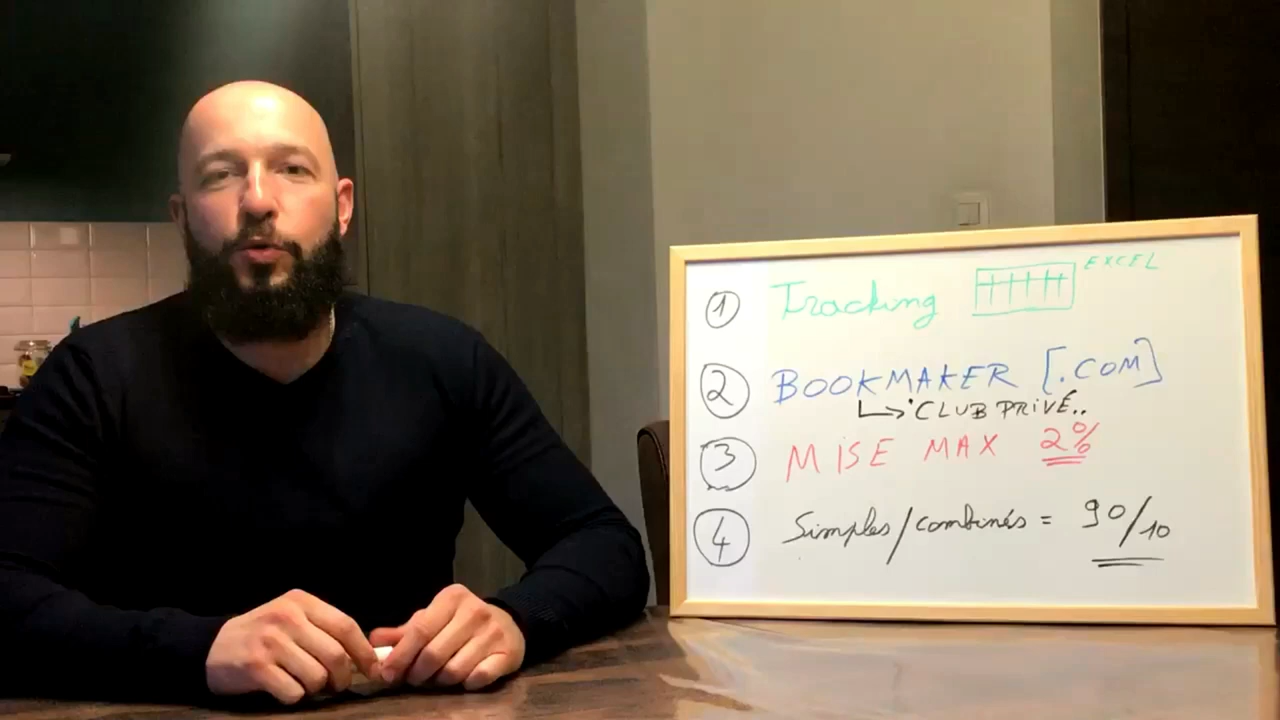 1 Tracking EXCEL
2 BOOKMAKER [.COM]
CLUB PRIVÉ..
3 MISE MAX 2%
4 Simples/combinés = 90/10